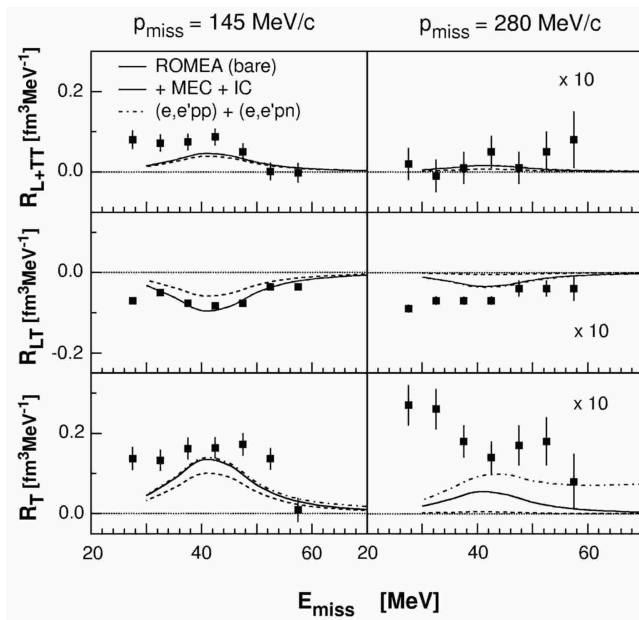 p_miss = 145 MeV/c p_miss = 280 MeV/c
ROMEA (bare)
+ MEC + IC
(e,e'pp) + (e,e'pn)
x 10
R_L+TT [fm³MeV⁻¹]
0.2
0.0
x 10
R_LT [fm³MeV⁻¹]
-0.0
-0.2
x 10
R_T [fm³MeV⁻¹]
0.2
0.0
20 40 60 20 40 60
E_miss [MeV]